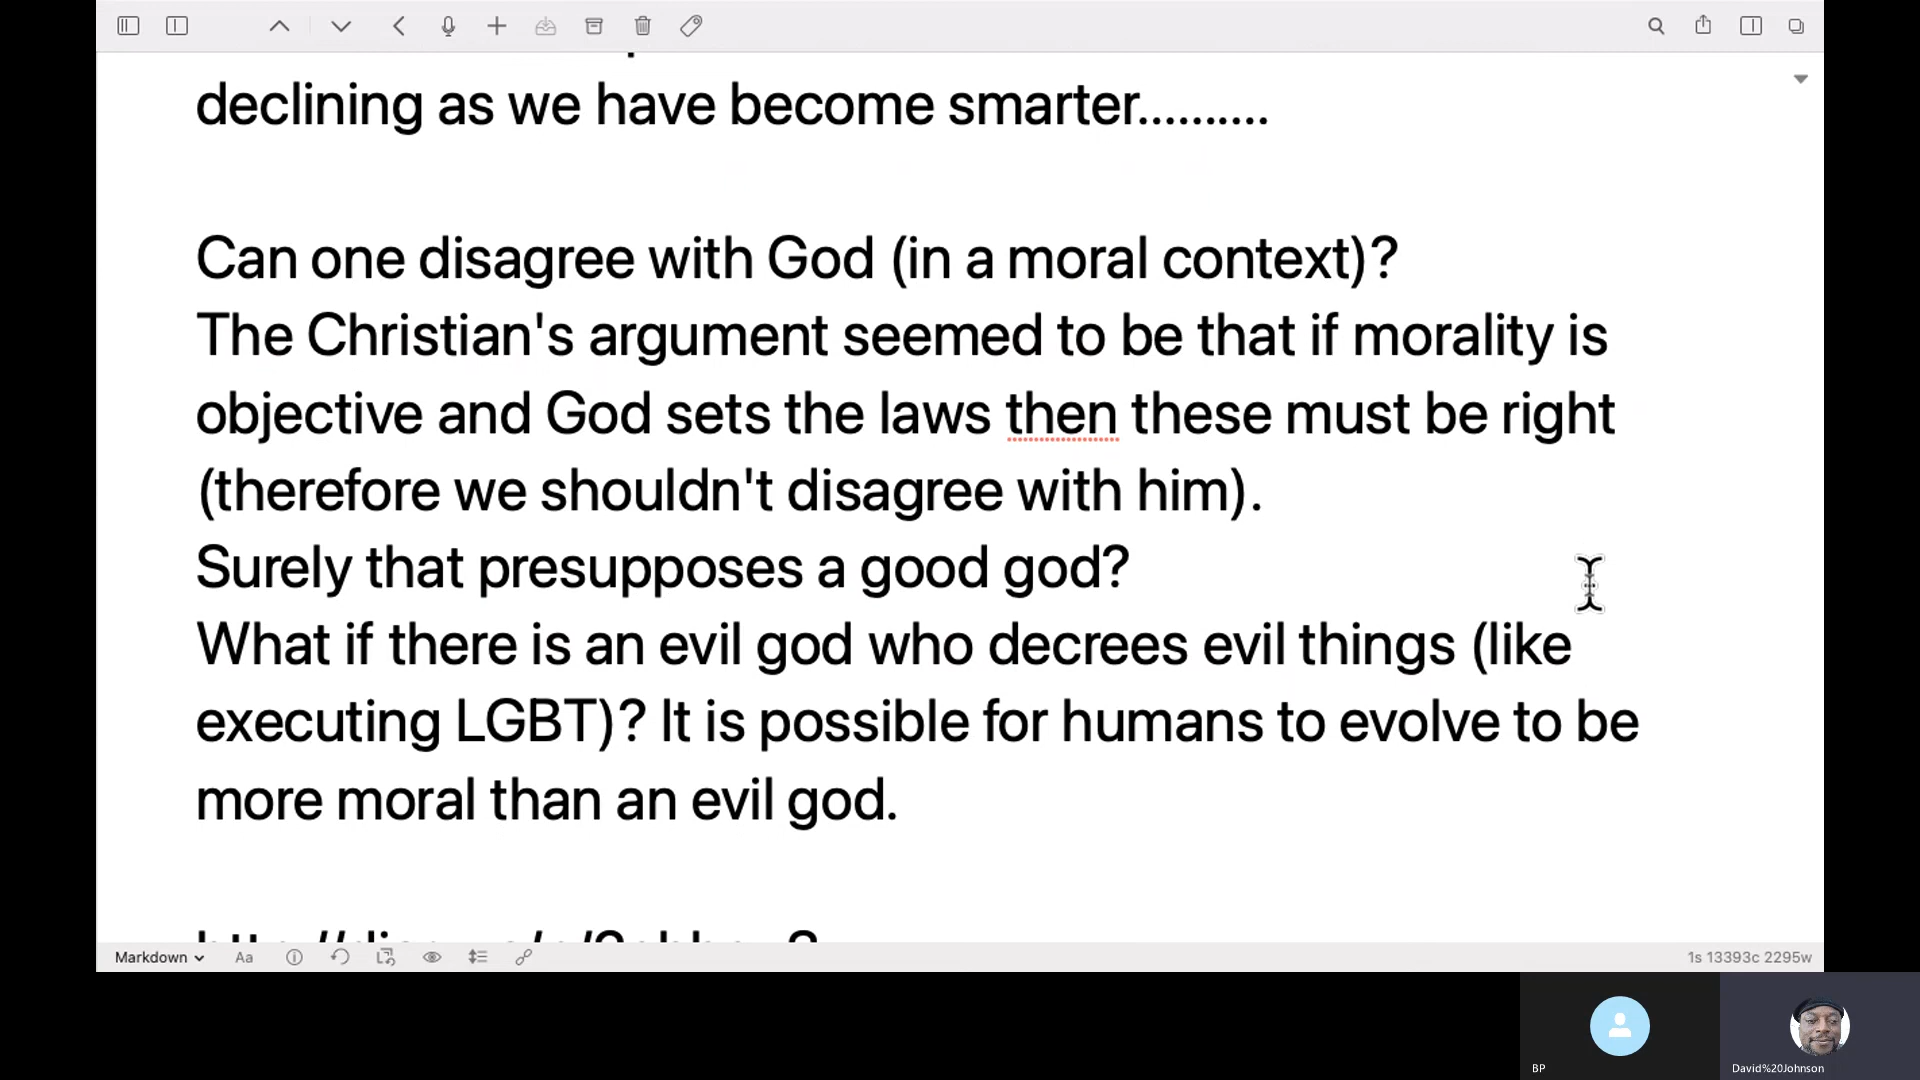 declining as we have become smarter..........
Can one disagree with God (in a moral context)?
The Christian's argument seemed to be that if morality is
objective and God sets the laws then these must be right
(therefore we shouldn't disagree with him).
Surely that presupposes a good god?
What if there is an evil god who decrees evil things (like
executing LGBT)? It is possible for humans to evolve to be
more moral than an evil god.
Markdown
Aa
1s 13393c 2295w
BP
David%20Johnson